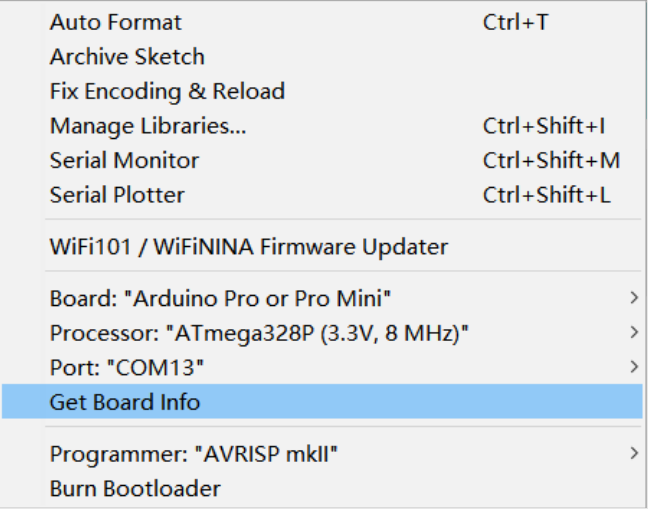 Auto Format Ctrl+T
Archive Sketch
Fix Encoding & Reload
Manage Libraries... Ctrl+Shift+I
Serial Monitor Ctrl+Shift+M
Serial Plotter Ctrl+Shift+L
WiFi101 / WiFiNINA Firmware Updater
Board: "Arduino Pro or Pro Mini"
Processor: "ATmega328P (3.3V, 8 MHz)"
Port: "COM13"
Get Board Info
Programmer: "AVRISP mkII"
Burn Bootloader